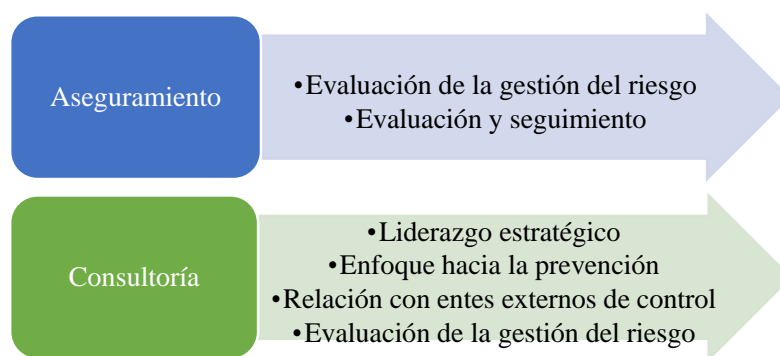 Aseguramiento
•Evaluación de la gestión del riesgo
•Evaluación y seguimiento
Consultoría
•Liderazgo estratégico
•Enfoque hacia la prevención
•Relación con entes externos de control
•Evaluación de la gestión del riesgo